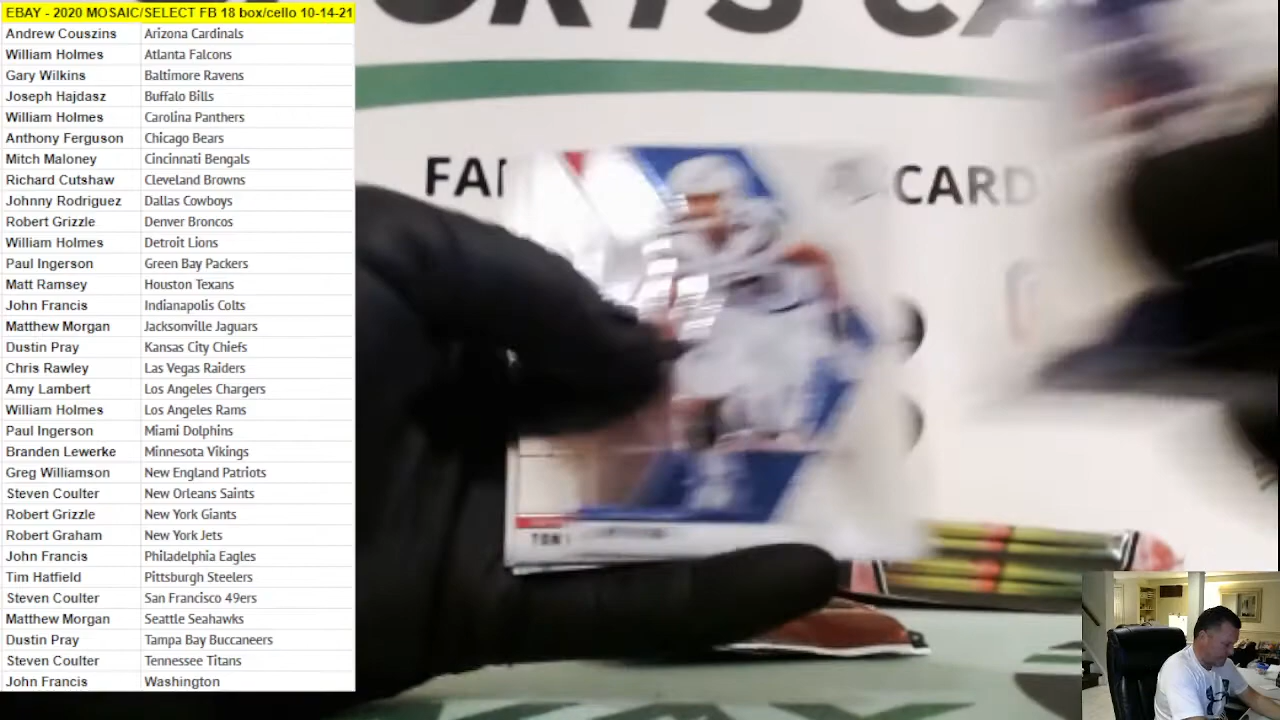 EBAY - 2020 MOSAIC/SELECT FB 18 box/cello 10-14-21
Andrew Couszins Arizona Cardinals
William Holmes Atlanta Falcons
Gary Wilkins Baltimore Ravens
Joseph Hajdasz Buffalo Bills
William Holmes Carolina Panthers
Anthony Ferguson Chicago Bears
Mitch Maloney Cincinnati Bengals
Richard Cutshaw Cleveland Browns
Johnny Rodriguez Dallas Cowboys
Robert Grizzle Denver Broncos
William Holmes Detroit Lions
Paul Ingerson Green Bay Packers
Matt Ramsey Houston Texans
John Francis Indianapolis Colts
Matthew Morgan Jacksonville Jaguars
Dustin Pray Kansas City Chiefs
Chris Rawley Las Vegas Raiders
Amy Lambert Los Angeles Chargers
William Holmes Los Angeles Rams
Paul Ingerson Miami Dolphins
Branden Lewerke Minnesota Vikings
Greg Williamson New England Patriots
Steven Coulter New Orleans Saints
Robert Grizzle New York Giants
Robert Graham New York Jets
John Francis Philadelphia Eagles
Tim Hatfield Pittsburgh Steelers
Steven Coulter San Francisco 49ers
Matthew Morgan Seattle Seahawks
Dustin Pray Tampa Bay Buccaneers
Steven Coulter Tennessee Titans
John Francis Washington
CARD